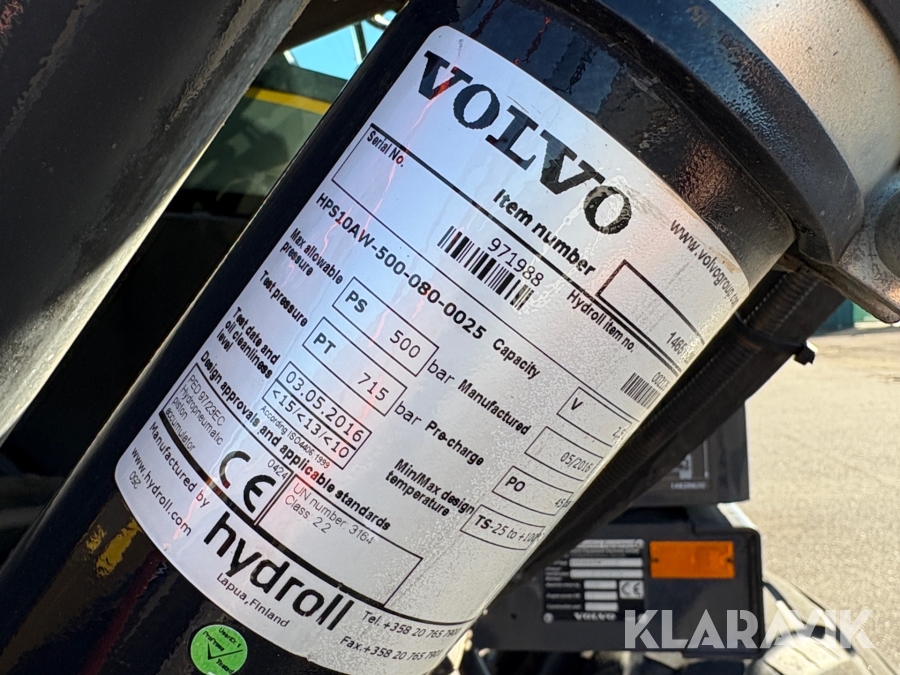 VOLVO
www.volvogroup.com
Serial No.
Item number
971988
Hydroll item no.
HPS10AW-500-080-0025
Capacity
V
Max allowable
pressure
PS
500
bar
Manufactured
05/2016
Test pressure
PT
715
bar
Pre-charge
PO
Test date and
oil cleanliness
level
03.05.2016
<15/<13/<10
According ISO4406:1999
Min/Max design
temperature
TS
-25 to
Design approvals and applicable standards
PED 97/23EC
Hydropneumatic
piston
accumulator
CE
0424
UN number: 3164
Class: 2.2
Manufactured by
www.hydroll.com
hydroll
Lapua, Finland
Tel. +358 20 765
Fax. +358 20 765
VOLVO
CE
KLARAVIK